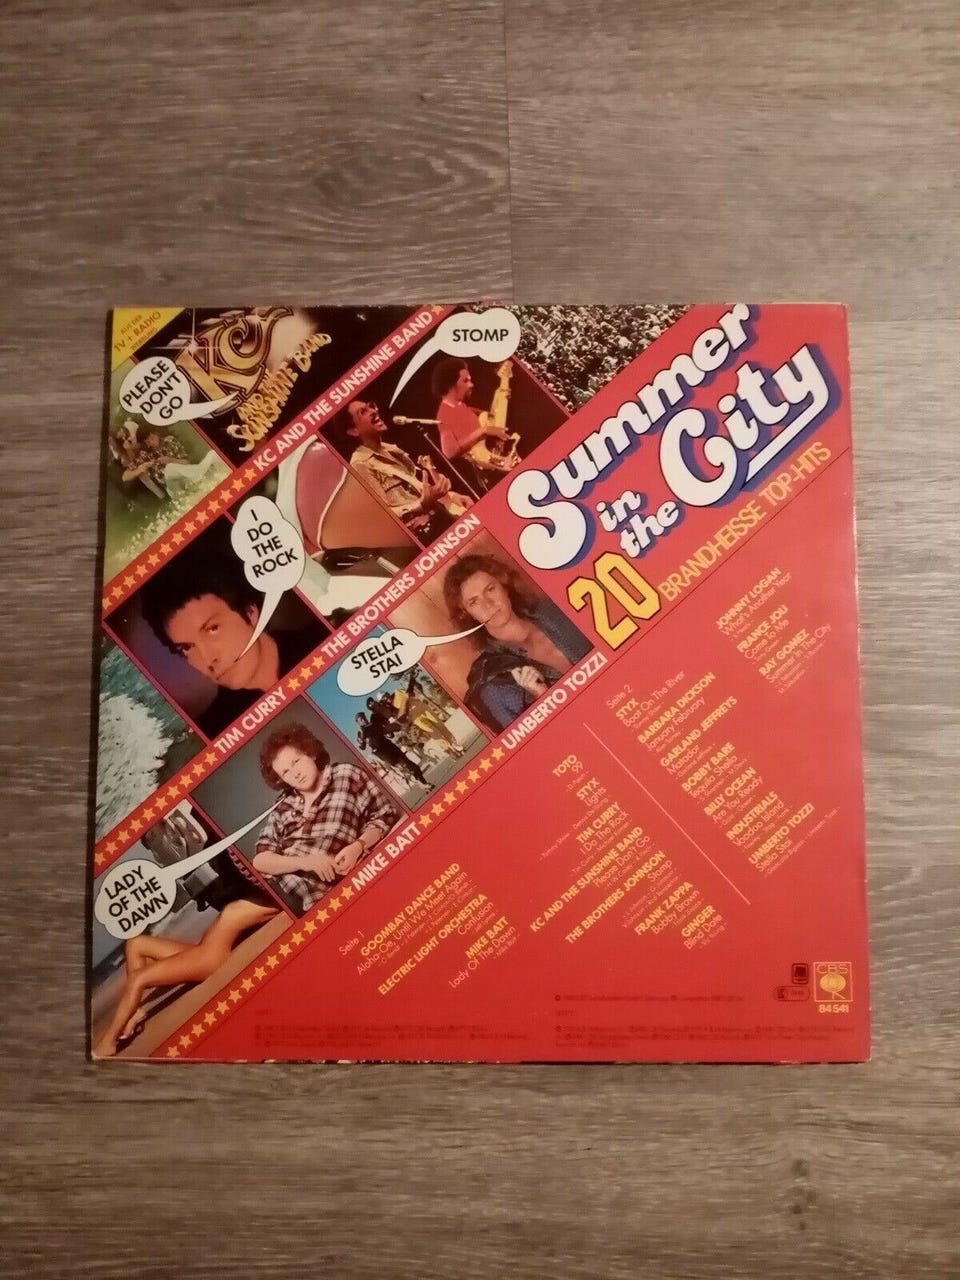 AUS DER
TV + RADIO
WERBUNG
PLEASE
DON'T
GO
KC
AND THE
SUNSHINE BAND
KC AND THE SUNSHINE BAND
STOMP
I
DO
THE
ROCK
TIM CURRY
THE BROTHERS JOHNSON
STELLA
STAI
UMBERTO TOZZI
LADY
OF THE
DAWN
MIKE BATT
Summer
in
the
City
20
BRANDHEISSE TOP-HITS
Seite 1
GOOMBAY DANCE BAND
Aloha-Oe, Until We Meet Again
ELECTRIC LIGHT ORCHESTRA
Confusion
MIKE BATT
Lady Of The Dawn
TOTO
99
STYX
Lights
TIM CURRY
I Do The Rock
KC AND THE SUNSHINE BAND
Please Don't Go
THE BROTHERS JOHNSON
Stomp
FRANK ZAPPA
Bobby Brown
GINGER
Blind Date
Seite 2
STYX
Boat On The River
BARBARA DICKSON
January February
GARLAND JEFFREYS
Matador
BOBBY BARE
Tequila Sheila
BILLY OCEAN
Are You Ready
INDUSTRIALS
Voodoo Island
UMBERTO TOZZI
Stella Stai
JOHNNY LOGAN
What's Another Year
FRANCE JOLI
Come To Me
RAY GOMEZ
Summer In The City
CBS
84 541